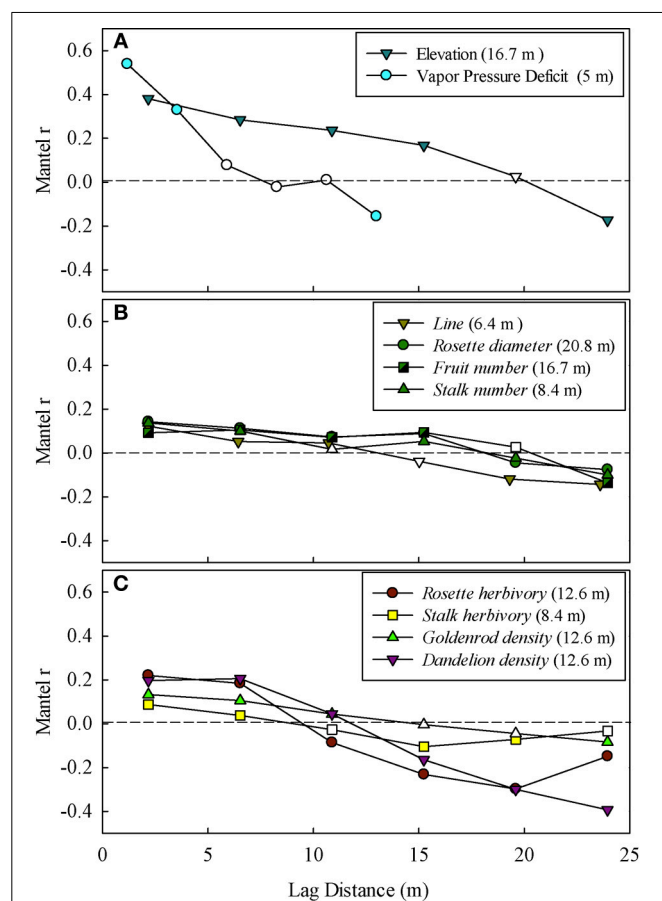 A
Elevation (16.7 m )
Vapor Pressure Deficit (5 m)
0.6
0.4
0.2
0.0
-0.2
-0.4
Mantel r
B
Line (6.4 m )
Rosette diameter (20.8 m)
Fruit number (16.7 m)
Stalk number (8.4 m)
0.6
0.4
0.2
0.0
-0.2
-0.4
Mantel r
C
Rosette herbivory (12.6 m)
Stalk herbivory (8.4 m)
Goldenrod density (12.6 m)
Dandelion density (12.6 m)
0.6
0.4
0.2
0.0
-0.2
-0.4
Mantel r
0 5 10 15 20 25
Lag Distance (m)